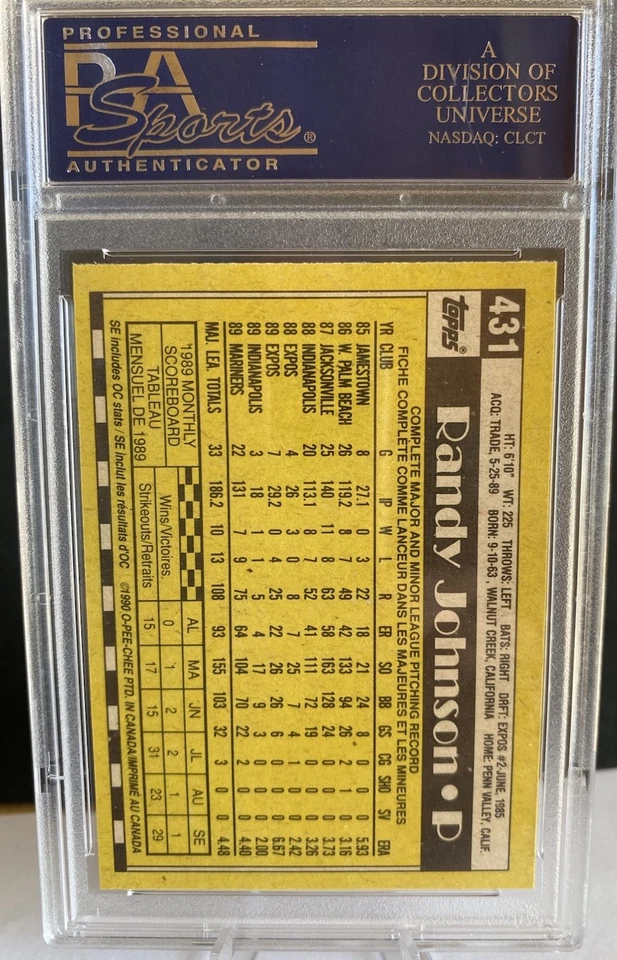 PROFESSIONAL
PSA
Sports®
AUTHENTICATOR
A
DIVISION OF
COLLECTORS
UNIVERSE
NASDAQ: CLCT
431
HT: 6'10" WT: 225 THROWS: LEFT BATS: RIGHT DRFT: EXPOS #2-JUNE, 1985
ACQ: TRADE, 5-25-89 BORN: 9-10-63, WALNUT CREEK, CALIFORNIA HOME: PENN VALLEY, CALIF.
topps® Randy Johnson • P
COMPLETE MAJOR AND MINOR LEAGUE PITCHING RECORD
FICHE COMPLETE COMME LANCEUR DANS LES MAJEURES ET LES MINEURES
YR CLUB G IP W L R ER SO BB GS CG SHO SV ERA
85 JAMESTOWN 8 27.1 0 3 22 18 21 24 8 0 0 0 5.93
86 W. PALM BEACH 26 119.2 8 7 49 42 133 94 26 2 1 0 3.16
87 JACKSONVILLE 25 140 11 8 63 58 163 128 24 0 0 0 3.73
88 INDIANAPOLIS 20 113.1 8 7 52 41 111 72 19 0 0 0 3.26
88 EXPOS 4 26 3 0 8 7 25 7 4 1 0 0 2.42
89 EXPOS 7 29.2 0 4 25 22 26 26 6 0 0 0 6.67
89 INDIANAPOLIS 3 18 1 1 5 4 17 9 3 0 0 0 2.00
89 MARINERS 22 131 7 9 75 64 104 70 22 2 0 0 4.40
MAJ. LEA. TOTALS 33 186.2 10 13 108 93 155 103 32 3 0 0 4.48
1989 MONTHLY
SCOREBOARD
TABLEAU
MENSUEL DE 1989
AL MA JN JL AU SE
Wins/Victoires 0 1 2 2 1 1
Strikeouts/Retraits 15 17 15 31 23 29
SE includes OC stats / SE inclut les résultats d'OC ©1990 O-PEE-CHEE PTD. IN CANADA/IMPRIMÉ AU CANADA